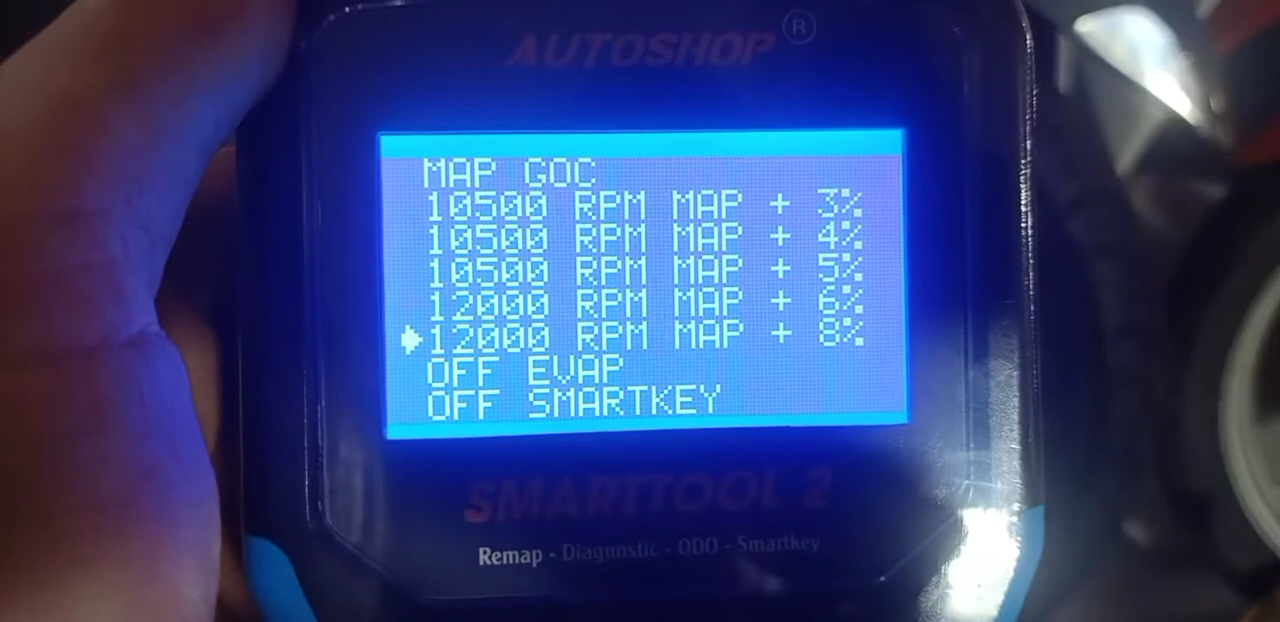 AUTOSHOP ®
MAP GOC
10500 RPM MAP + 3%
10500 RPM MAP + 4%
10500 RPM MAP + 5%
12000 RPM MAP + 6%
12000 RPM MAP + 8%
OFF EVAP
OFF SMARTKEY
SMARTTOOL 2
Remap - Diagnostic - ODO - Smartkey